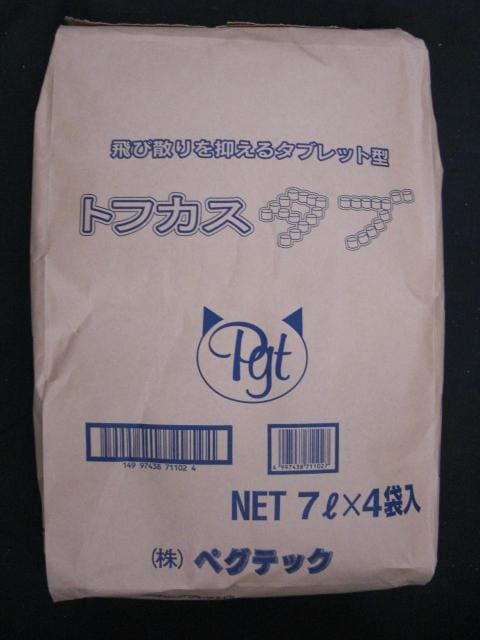 飛び散りを抑えるタブレット型
トフカスタブ
Pgt
149 97438 71102 4
4 997438 711027
NET 7ℓ×4袋入
(株) ペグテック